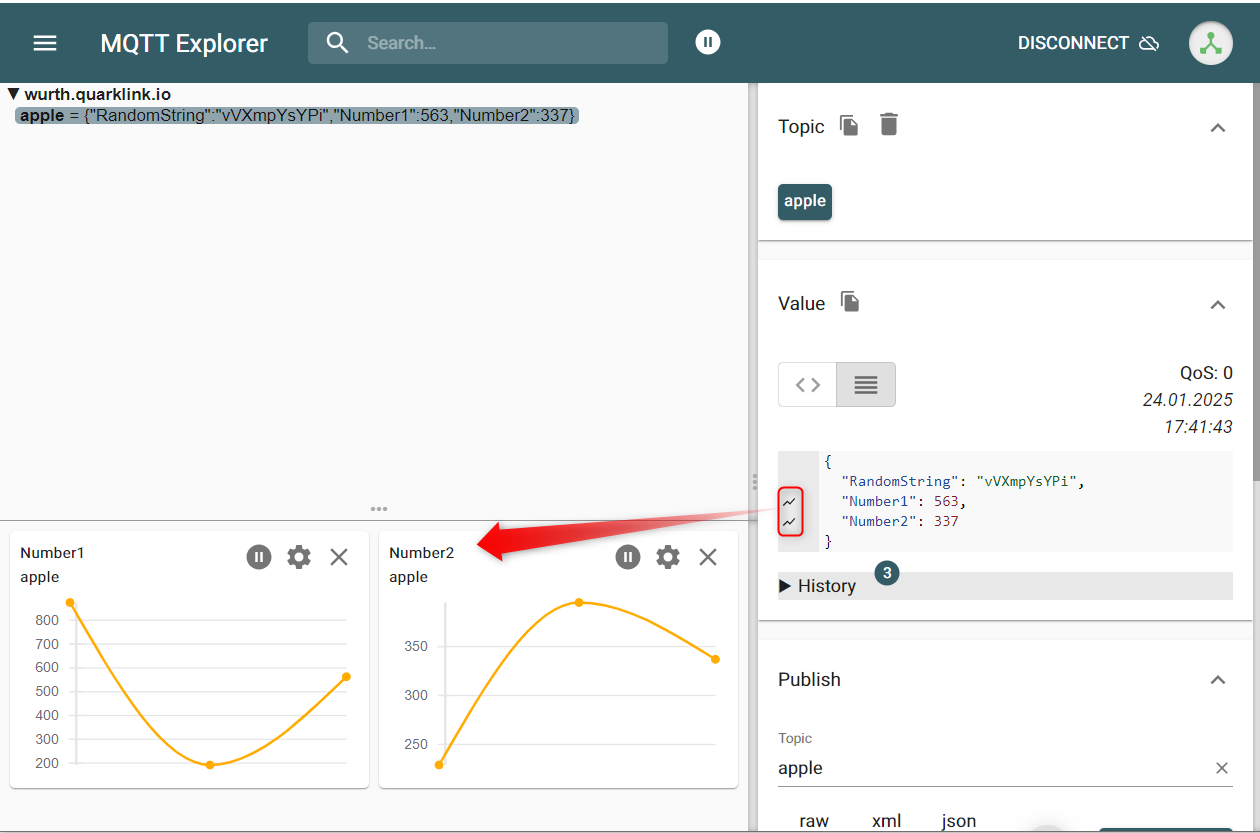 MQTT Explorer
Search...
DISCONNECT
▼ wurth.quarklink.io
apple = {"RandomString":"vVXmpYsYPi","Number1":563,"Number2":337}
Topic
apple
Value
QoS: 0
24.01.2025
17:41:43
{
"RandomString": "vVXmpYsYPi",
"Number1": 563,
"Number2": 337
}
▶ History 3
Publish
Topic
apple
raw xml json
Number1
apple
800
700
600
500
400
300
200
Number2
apple
350
300
250